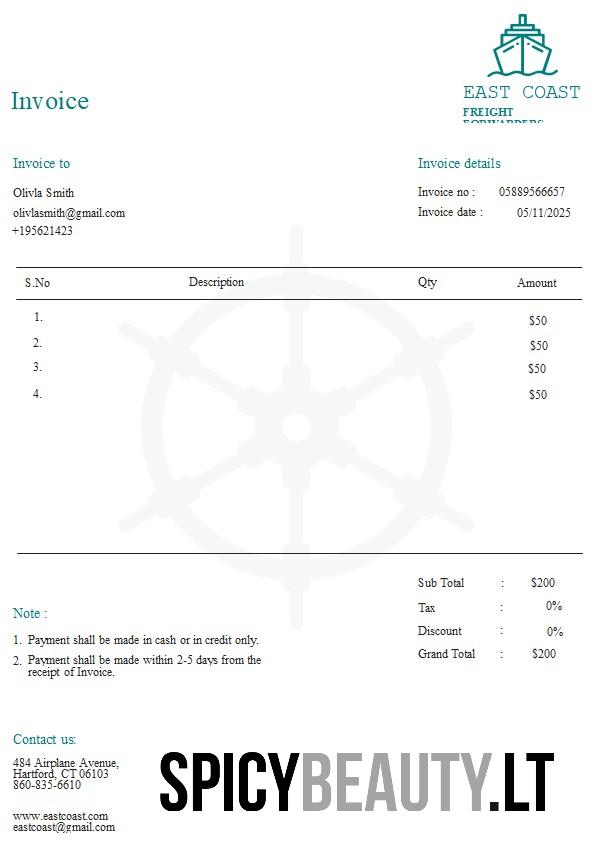 EAST COAST
FREIGHT
FORWARDERS
Invoice
Invoice to
Invoice details
Olivla Smith
Invoice no : 05889566657
olivlasmith@gmail.com
Invoice date : 05/11/2025
+195621423
S.No Description Qty Amount
1. $50
2. $50
3. $50
4. $50
Sub Total : $200
Tax : 0%
Discount : 0%
Grand Total : $200
Note :
1. Payment shall be made in cash or in credit only.
2. Payment shall be made within 2-5 days from the
receipt of Invoice.
Contact us:
484 Airplane Avenue,
Hartford, CT 06103
860-835-6610
www.eastcoast.com
eastcoast@gmail.com
SPICYBEAUTY.LT